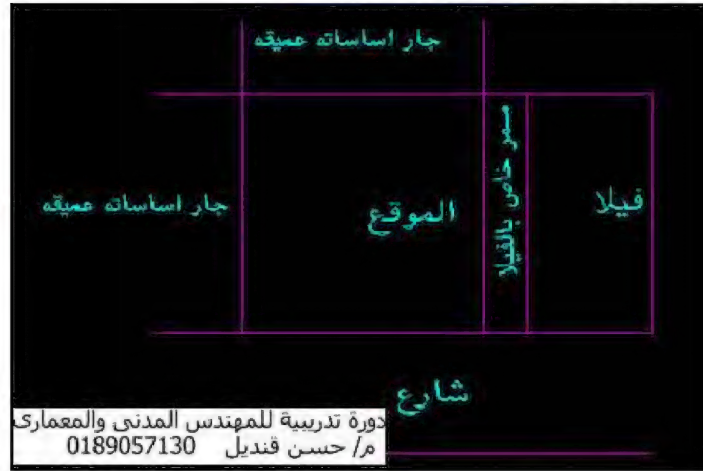 جار اساساته عميقه
جار اساساته عميقه
الموقع
ممر خاص بالفيلا
فيلا
شارع
دورة تدريبية للمهندس المدنى والمعمارى
م/ حسن قنديل 0189057130